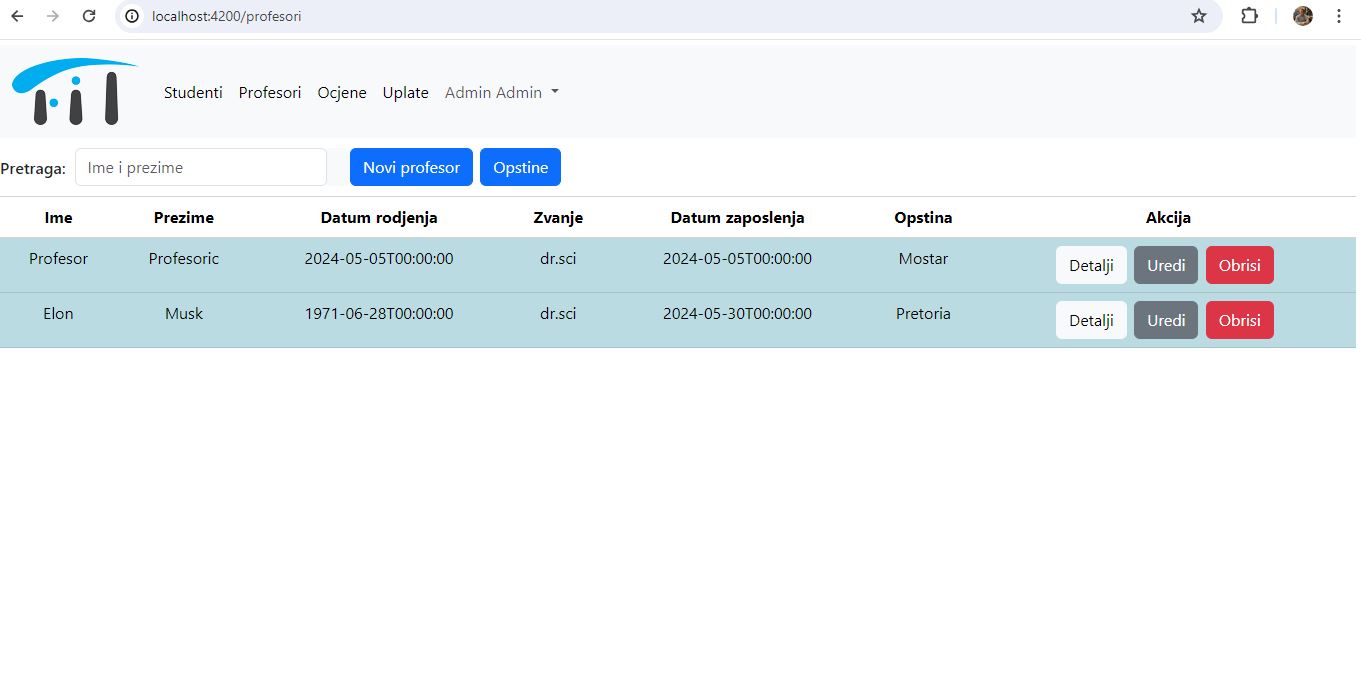 localhost:4200/profesori
FIT
Studenti Profesori Ocjene Uplate Admin Admin
Pretraga: Ime i prezime Novi profesor Opstine
Ime Prezime Datum rodjenja Zvanje Datum zaposlenja Opstina Akcija
Profesor Profesoric 2024-05-05T00:00:00 dr.sci 2024-05-05T00:00:00 Mostar Detalji Uredi Obrisi
Elon Musk 1971-06-28T00:00:00 dr.sci 2024-05-30T00:00:00 Pretoria Detalji Uredi Obrisi